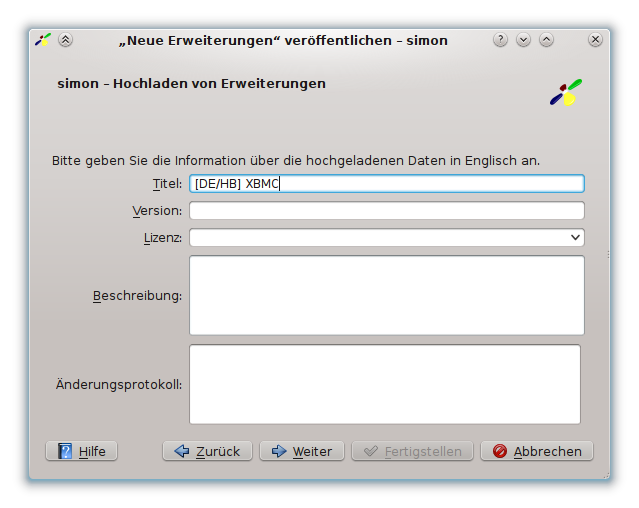 „Neue Erweiterungen“ veröffentlichen – simon
simon – Hochladen von Erweiterungen
Bitte geben Sie die Information über die hochgeladenen Daten in Englisch an.
Titel: [DE/HB] XBMC
Version:
Lizenz:
Beschreibung:
Änderungsprotokoll:
Hilfe Zurück Weiter Fertigstellen Abbrechen